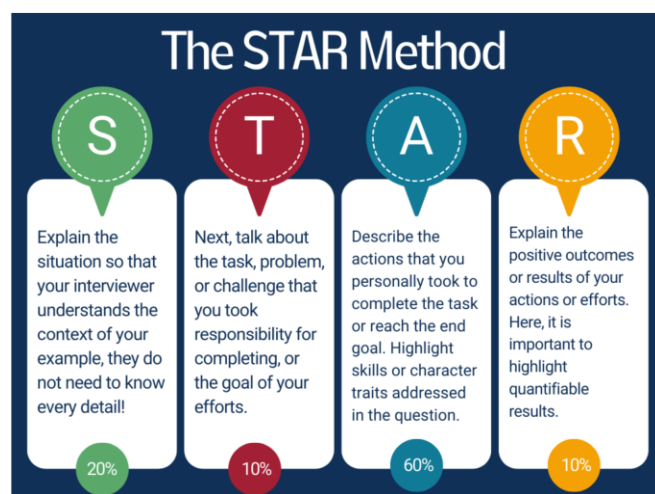 The STAR Method
S
T
A
R
Explain the
situation so that
your interviewer
understands the
context of your
example, they do
not need to know
every detail!
Next, talk about
the task, problem,
or challenge that
you took
responsibility for
completing, or
the goal of your
efforts.
Describe the
actions that you
personally took to
complete the task
or reach the end
goal. Highlight
skills or character
traits addressed
in the question.
Explain the
positive outcomes
or results of your
actions or efforts.
Here, it is
important to
highlight
quantifiable
results.
20%
10%
60%
10%